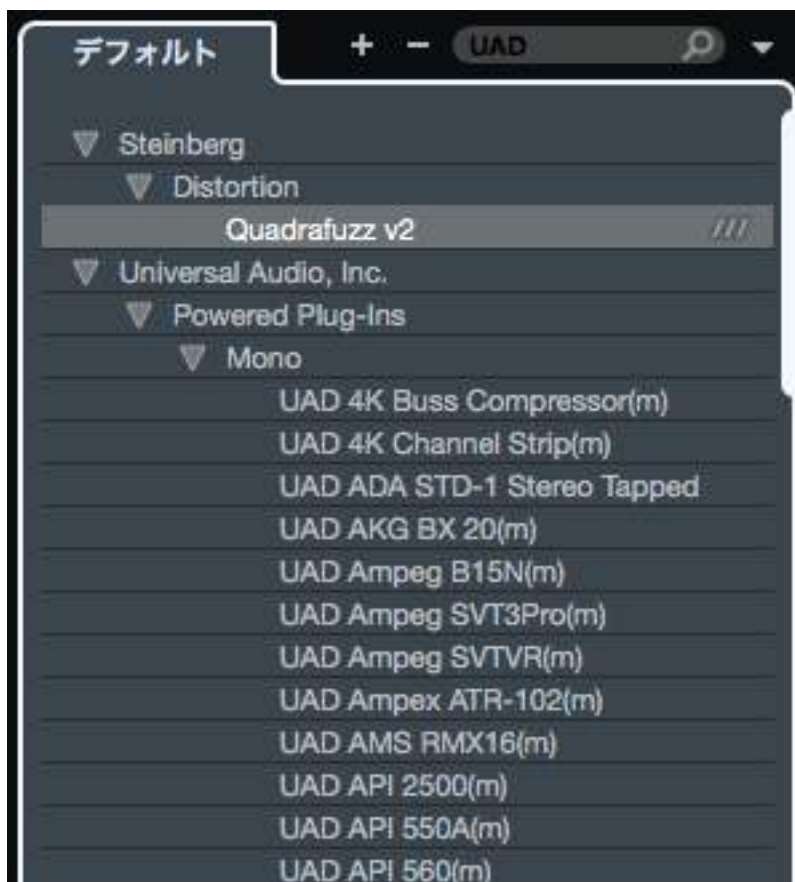 デフォルト + − UAD
Steinberg
Distortion
Quadrafuzz v2 ///
Universal Audio, Inc.
Powered Plug-Ins
Mono
UAD 4K Buss Compressor(m)
UAD 4K Channel Strip(m)
UAD ADA STD-1 Stereo Tapped
UAD AKG BX 20(m)
UAD Ampeg B15N(m)
UAD Ampeg SVT3Pro(m)
UAD Ampeg SVTVR(m)
UAD Ampex ATR-102(m)
UAD AMS RMX16(m)
UAD API 2500(m)
UAD API 550A(m)
UAD API 560(m)